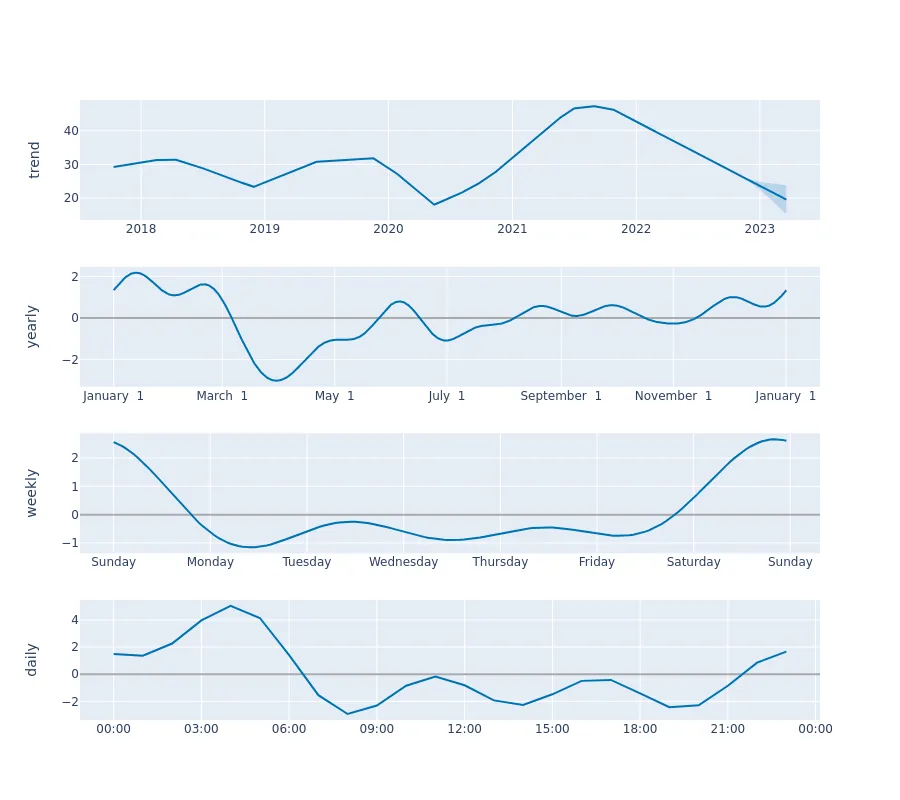 trend
40
30
20
2018 2019 2020 2021 2022 2023
yearly
2
0
−2
January 1 March 1 May 1 July 1 September 1 November 1 January 1
weekly
2
1
0
−1
Sunday Monday Tuesday Wednesday Thursday Friday Saturday Sunday
daily
4
2
0
−2
00:00 03:00 06:00 09:00 12:00 15:00 18:00 21:00 00:00